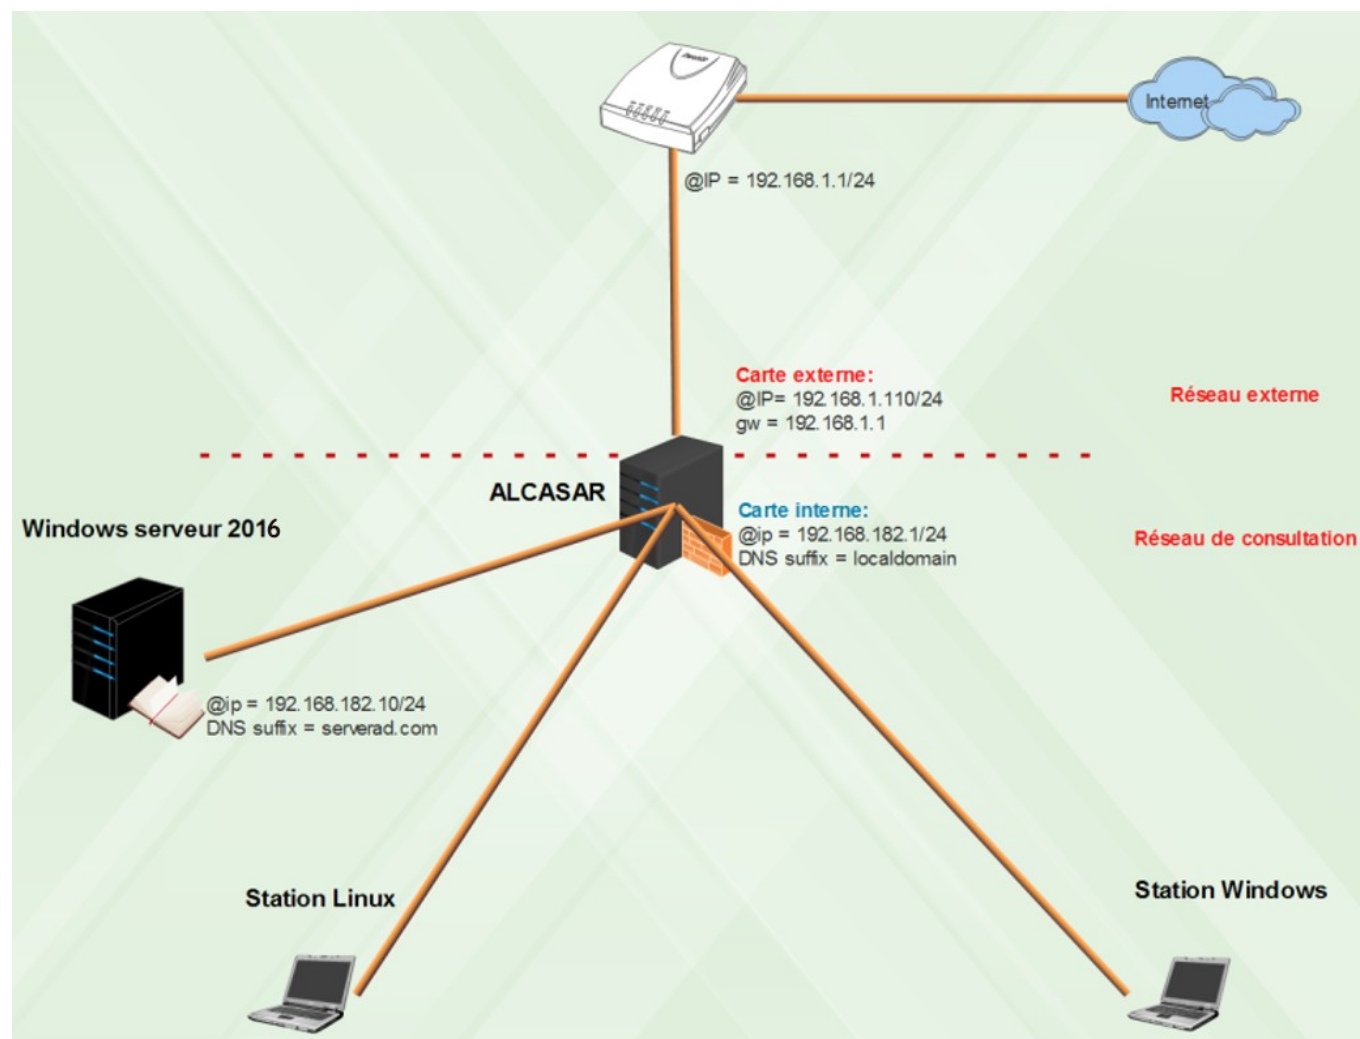 Internet
@IP = 192.168.1.1/24
Carte externe:
@IP= 192.168.1.110/24
gw = 192.168.1.1
Réseau externe
ALCASAR
Carte interne:
@ip = 192.168.182.1/24
DNS suffix = localdomain
Réseau de consultation
Windows serveur 2016
@ip = 192.168.182.10/24
DNS suffix = serverad.com
Station Linux
Station Windows